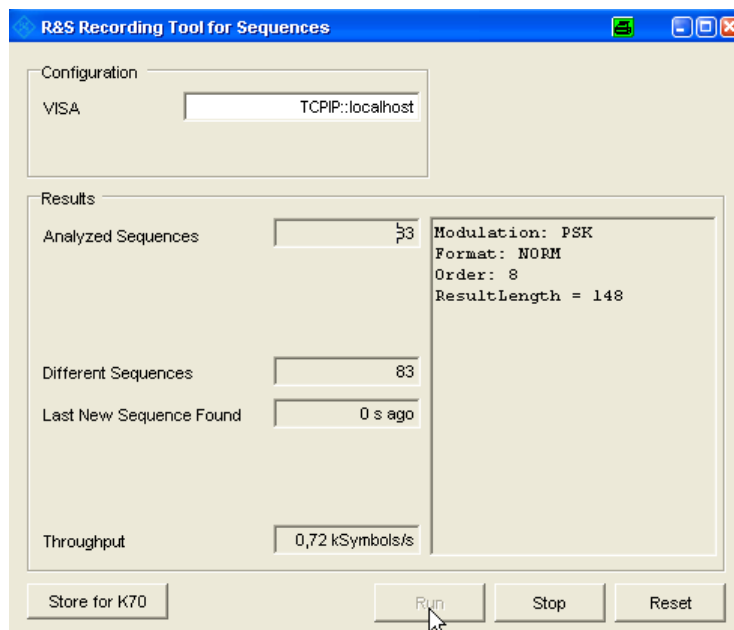 R&S Recording Tool for Sequences
Configuration
VISA
TCPIP::localhost
Results
Analyzed Sequences
Modulation: PSK
Format: NORM
Order: 8
ResultLength = 148
Different Sequences
83
Last New Sequence Found
0 s ago
Throughput
0,72 kSymbols/s
Store for K70
Run
Stop
Reset